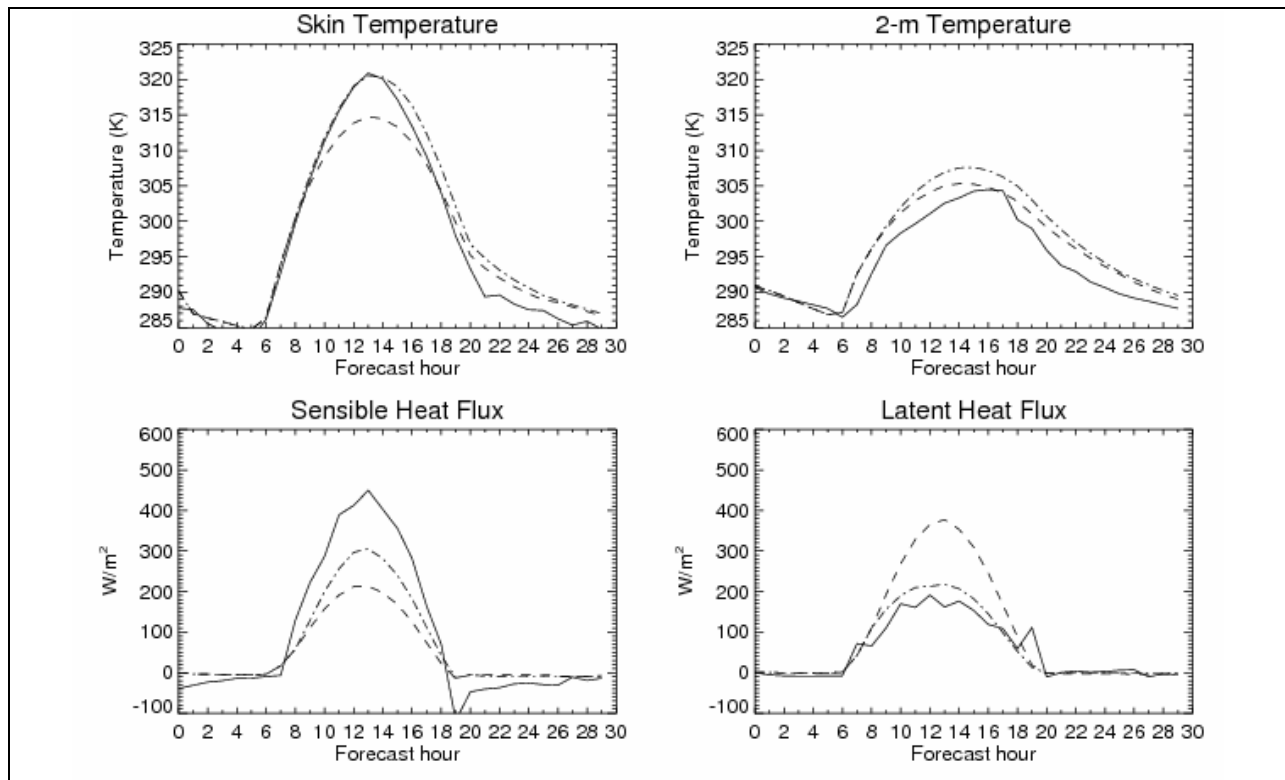 Skin Temperature
325
320
315
310
305
300
295
290
285
Temperature (K)
0 2 4 6 8 10 12 14 16 18 20 22 24 26 28 30
Forecast hour
2-m Temperature
325
320
315
310
305
300
295
290
285
Temperature (K)
0 2 4 6 8 10 12 14 16 18 20 22 24 26 28 30
Forecast hour
Sensible Heat Flux
600
500
400
300
200
100
0
-100
W/m²
0 2 4 6 8 10 12 14 16 18 20 22 24 26 28 30
Forecast hour
Latent Heat Flux
600
500
400
300
200
100
0
-100
W/m²
0 2 4 6 8 10 12 14 16 18 20 22 24 26 28 30
Forecast hour